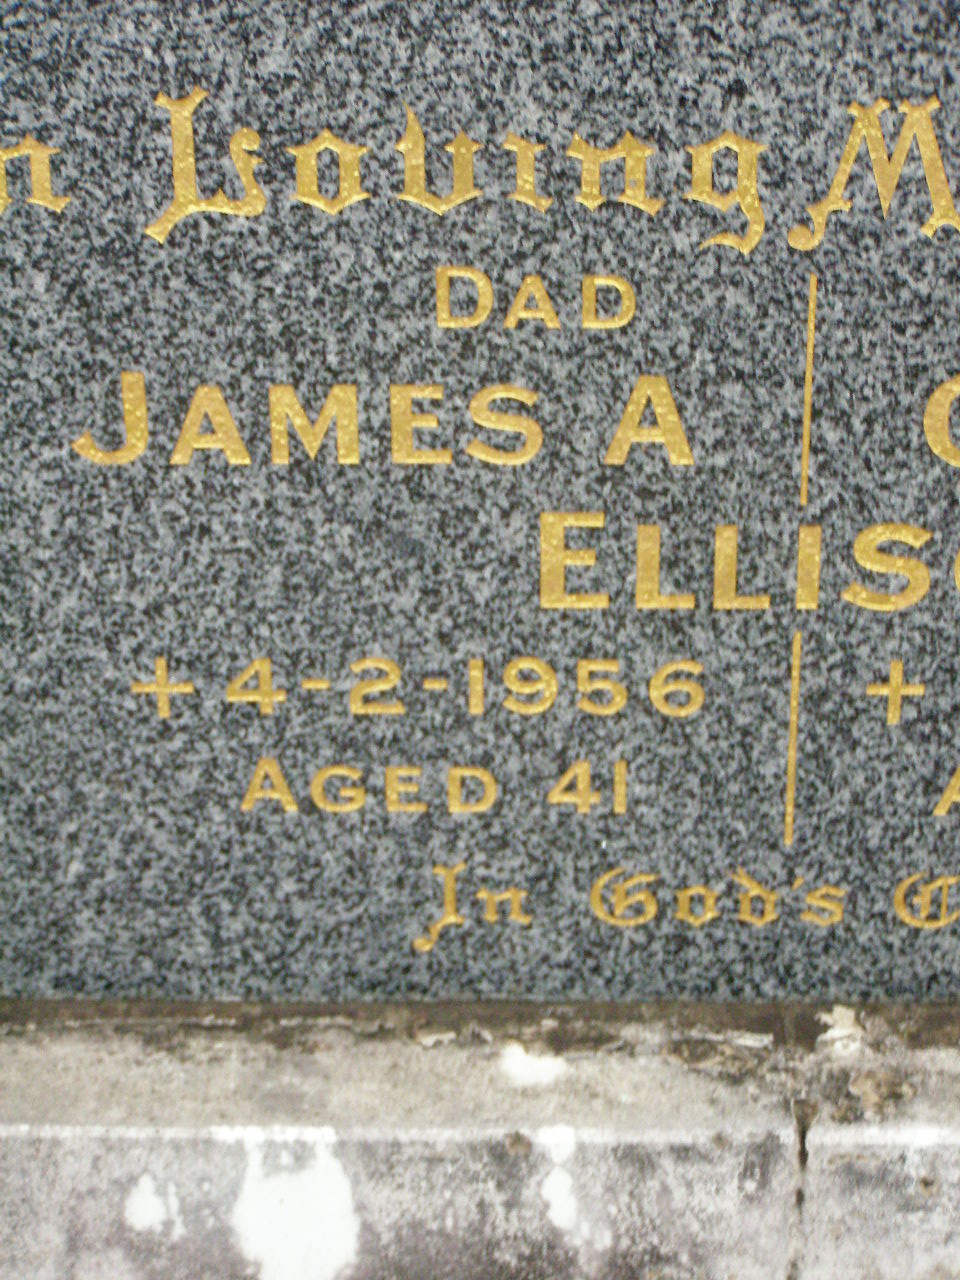 n Loving M
DAD
JAMES A
ELLIS
+4-2-1956 +
AGED 41 A
In God's C